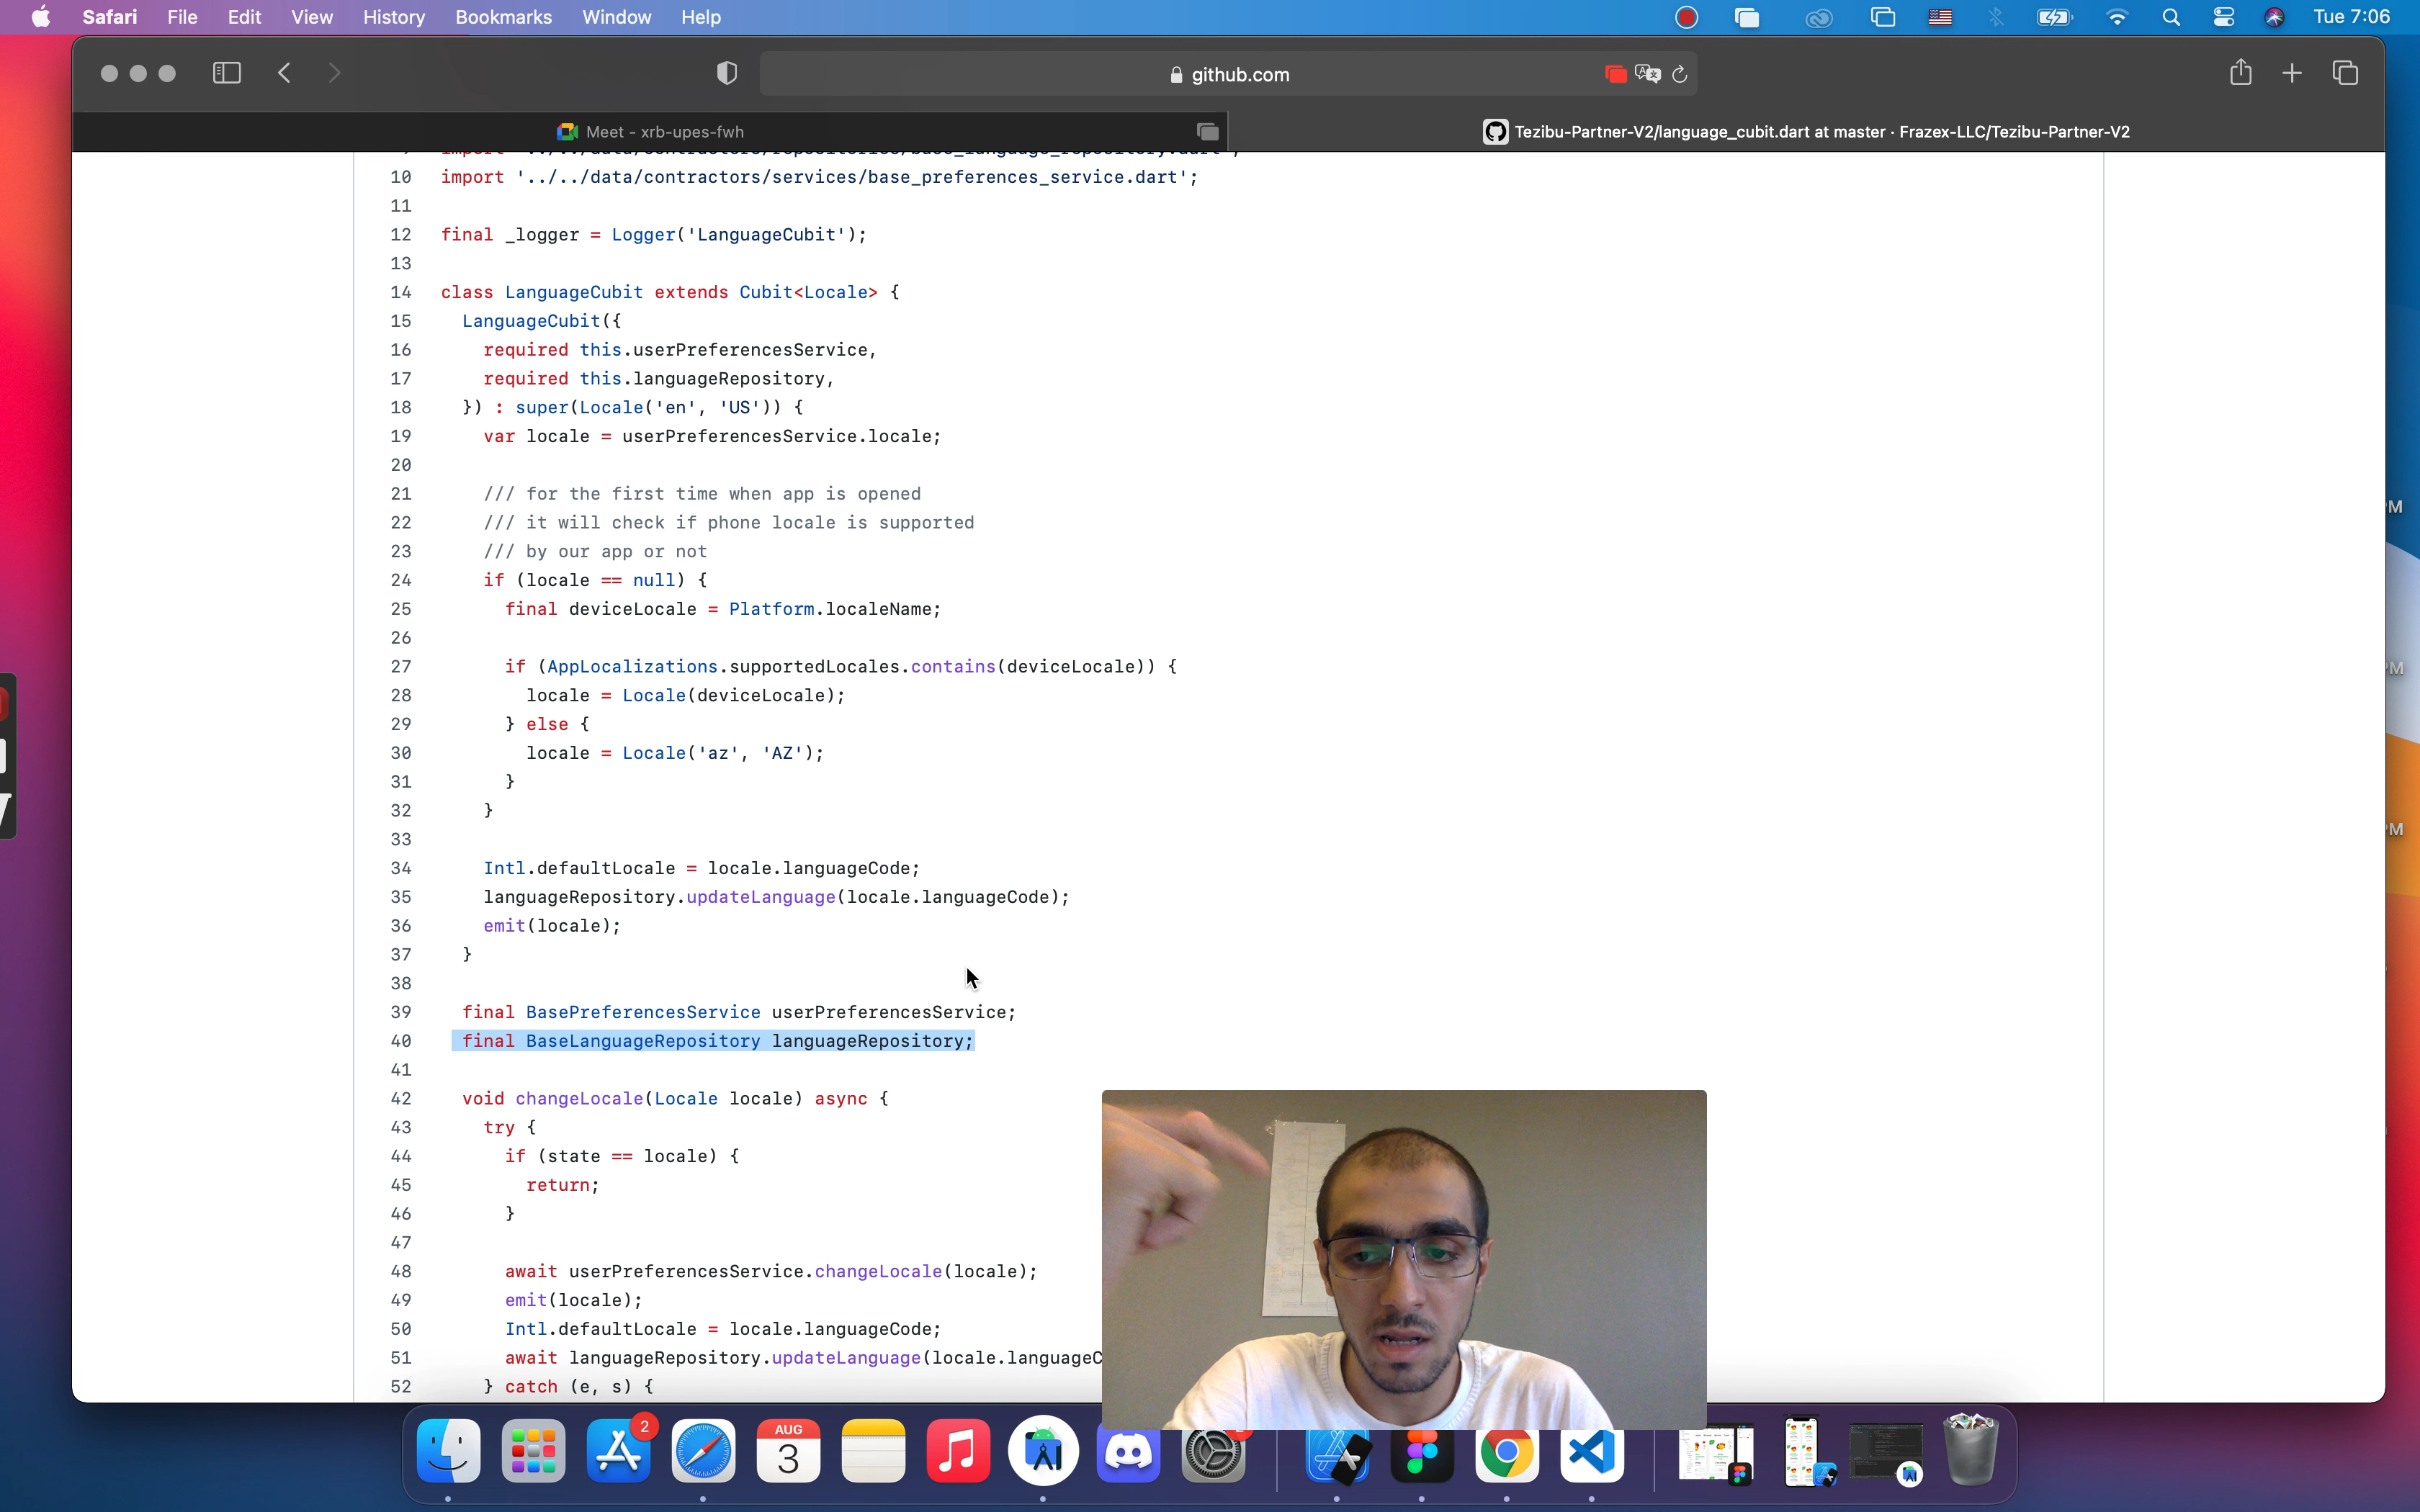 Safari File Edit View History Bookmarks Window Help Tue 7:06
github.com
Meet - xrb-upes-fwh
Tezibu-Partner-V2/language_cubit.dart at master · Frazex-LLC/Tezibu-Partner-V2
10 import '../../data/contractors/services/base_preferences_service.dart';
11
12 final _logger = Logger('LanguageCubit');
13
14 class LanguageCubit extends Cubit<Locale> {
15 LanguageCubit({
16 required this.userPreferencesService,
17 required this.languageRepository,
18 }) : super(Locale('en', 'US')) {
19 var locale = userPreferencesService.locale;
20
21 /// for the first time when app is opened
22 /// it will check if phone locale is supported
23 /// by our app or not
24 if (locale == null) {
25 final deviceLocale = Platform.localeName;
26
27 if (AppLocalizations.supportedLocales.contains(deviceLocale)) {
28 locale = Locale(deviceLocale);
29 } else {
30 locale = Locale('az', 'AZ');
31 }
32 }
33
34 Intl.defaultLocale = locale.languageCode;
35 languageRepository.updateLanguage(locale.languageCode);
36 emit(locale);
37 }
38
39 final BasePreferencesService userPreferencesService;
40 final BaseLanguageRepository languageRepository;
41
42 void changeLocale(Locale locale) async {
43 try {
44 if (state == locale) {
45 return;
46 }
47
48 await userPreferencesService.changeLocale(locale);
49 emit(locale);
50 Intl.defaultLocale = locale.languageCode;
51 await languageRepository.updateLanguage(locale.languageC
52 } catch (e, s) {
2
AUG
3